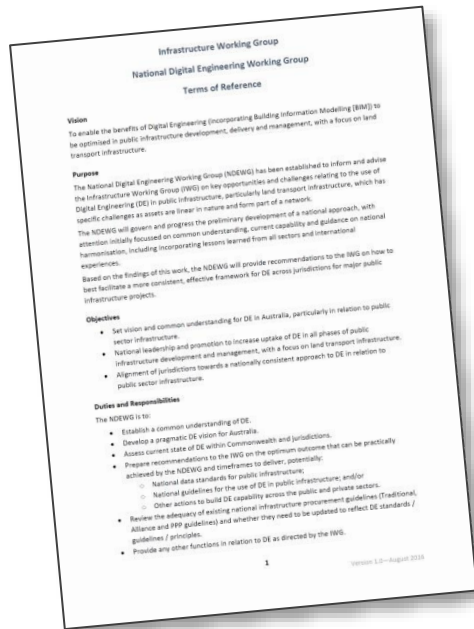 Infrastructure Working Group
National Digital Engineering Working Group
Terms of Reference
Vision
To enable the benefits of Digital Engineering (incorporating Building Information Modelling [BIM]) to
be optimised in public infrastructure development, delivery and management, with a focus on land
transport infrastructure.
Purpose
The National Digital Engineering Working Group (NDEWG) has been established to inform and advise
the Infrastructure Working Group (IWG) on key opportunities and challenges relating to the use of
Digital Engineering (DE) in public infrastructure, particularly land transport infrastructure, which has
specific challenges as assets are linear in nature and form part of a network.
The NDEWG will govern and progress the preliminary development of a national approach, with
attention initially focussed on common understanding, current capability and guidance on national
harmonisation, including incorporating lessons learned from all sectors and international
experiences.
Based on the findings of this work, the NDEWG will provide recommendations to the IWG on how to
best facilitate a more consistent, effective framework for DE across jurisdictions for major public
infrastructure projects.
Objectives
• Set vision and common understanding for DE in Australia, particularly in relation to public
sector infrastructure.
• National leadership and promotion to increase uptake of DE in all phases of public
infrastructure development and management, with a focus on land transport infrastructure.
• Alignment of jurisdictions towards a nationally consistent approach to DE in relation to
public sector infrastructure.
Duties and Responsibilities
The NDEWG is to:
• Establish a common understanding of DE.
• Develop a pragmatic DE vision for Australia.
• Assess current state of DE within Commonwealth and jurisdictions.
• Prepare recommendations to the IWG on the optimum outcome that can be practically
achieved by the NDEWG and timeframes to deliver, potentially:
○ National data standards for public infrastructure;
○ National guidelines for the use of DE in public infrastructure; and/or
○ Other actions to build DE capability across the public and private sectors.
• Review the adequacy of existing national infrastructure procurement guidelines (Traditional,
Alliance and PPP guidelines) and whether they need to be updated to reflect DE standards /
guidelines / principles.
• Provide any other functions in relation to DE as directed by the IWG.
1
Version 1.0 – August 2016